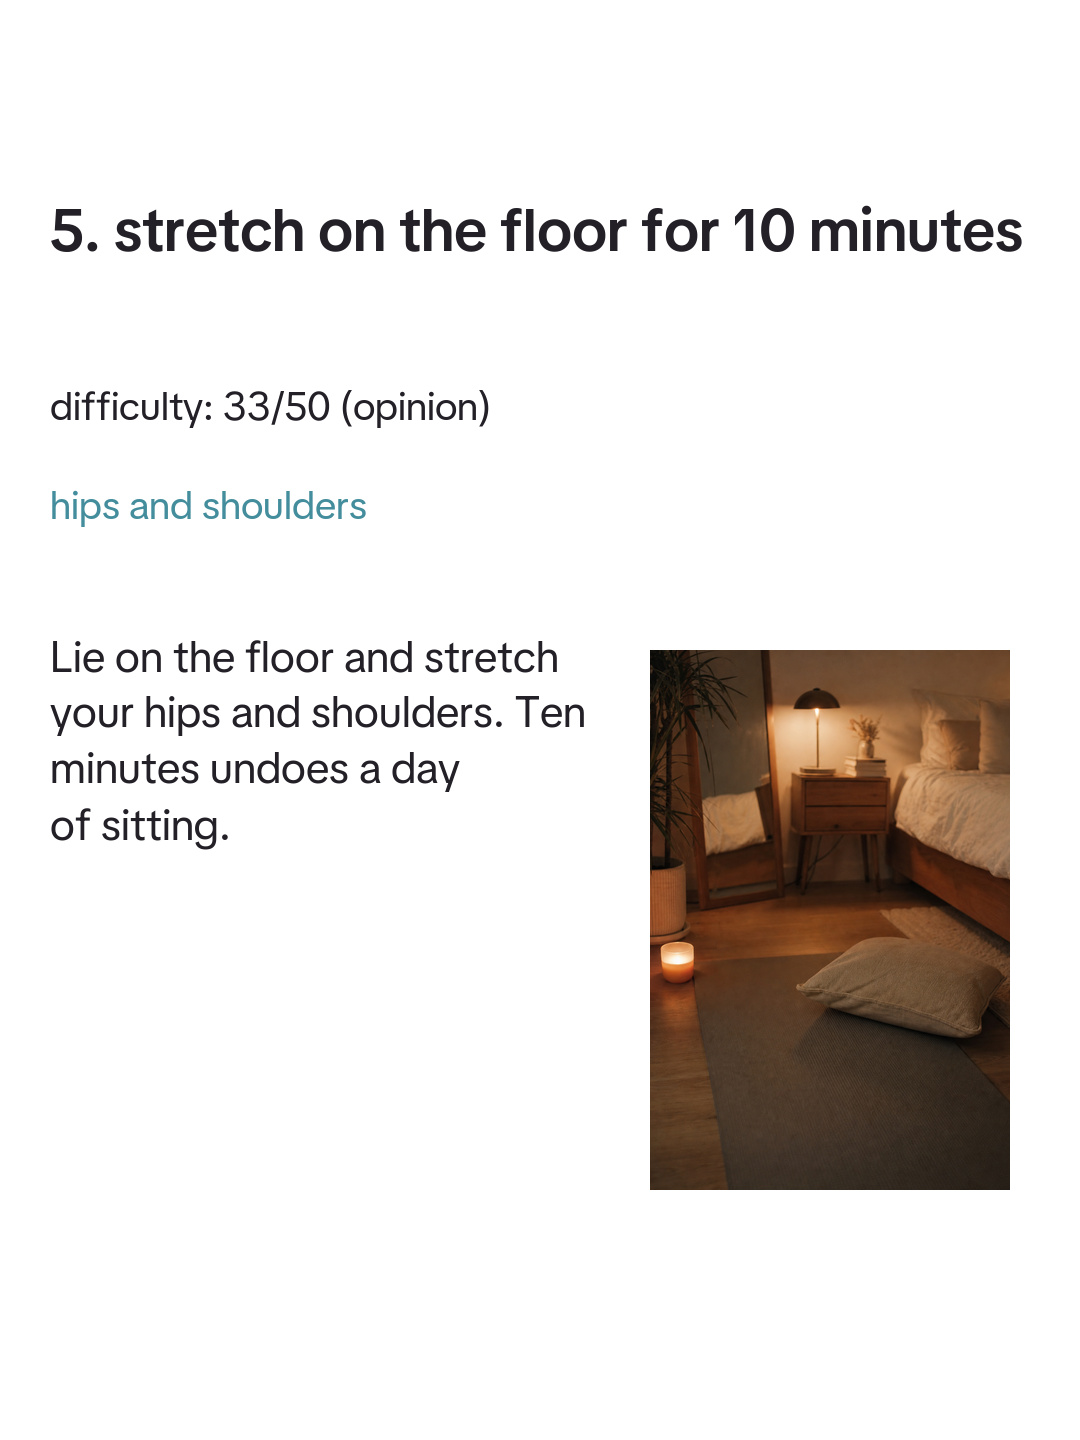 5. stretch on the floor for 10 minutes
difficulty: 33/50 (opinion)
hips and shoulders
Lie on the floor and stretch
your hips and shoulders. Ten
minutes undoes a day
of sitting.